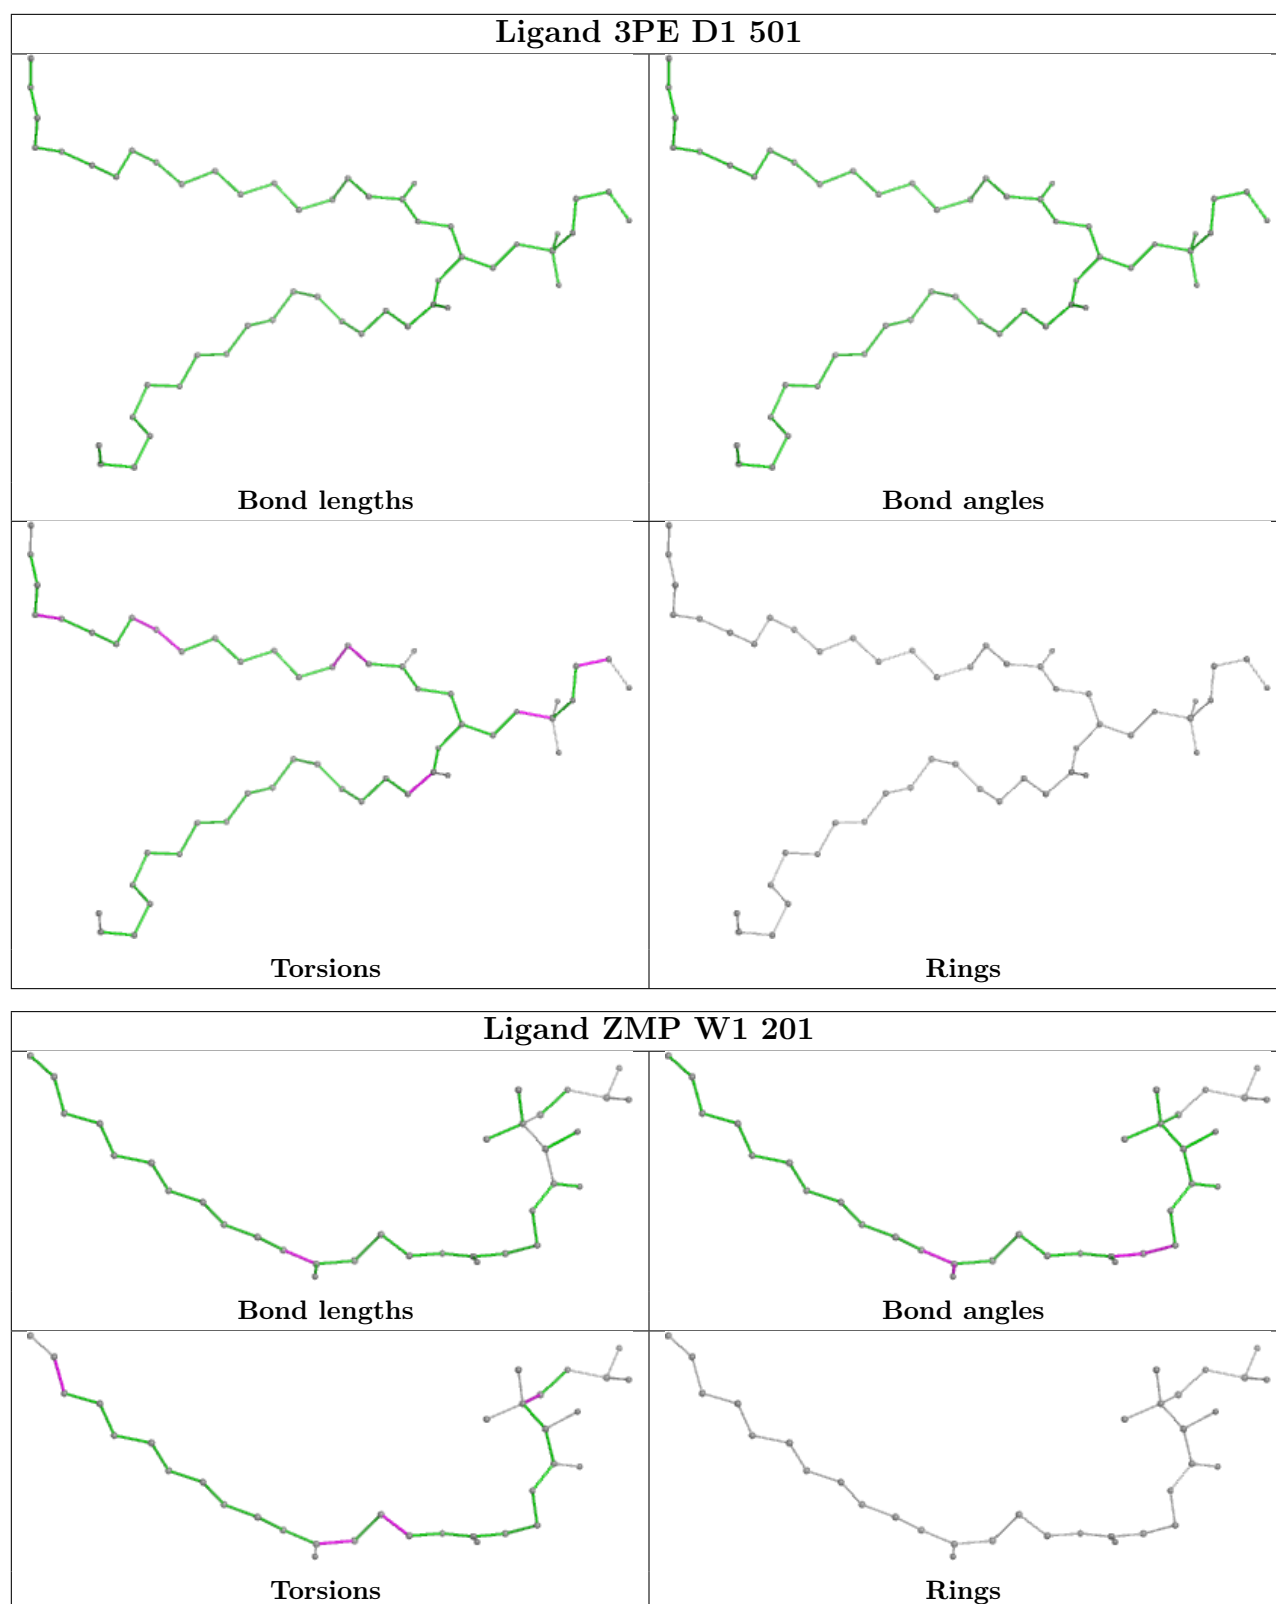 Ligand 3PE D1 501
Bond lengths
Bond angles
Torsions
Rings
Ligand ZMP W1 201
Bond lengths
Bond angles
Torsions
Rings